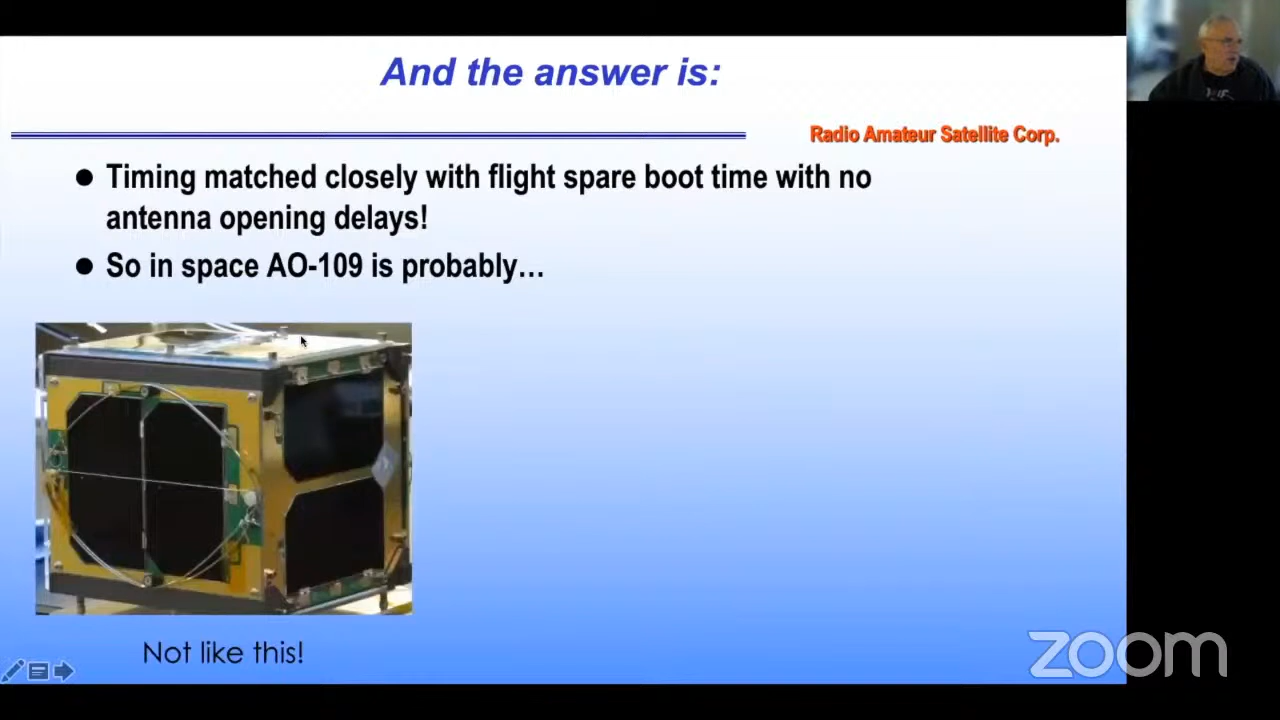 And the answer is:
Radio Amateur Satellite Corp.
Timing matched closely with flight spare boot time with no
antenna opening delays!
So in space AO-109 is probably…
Not like this!
zoom